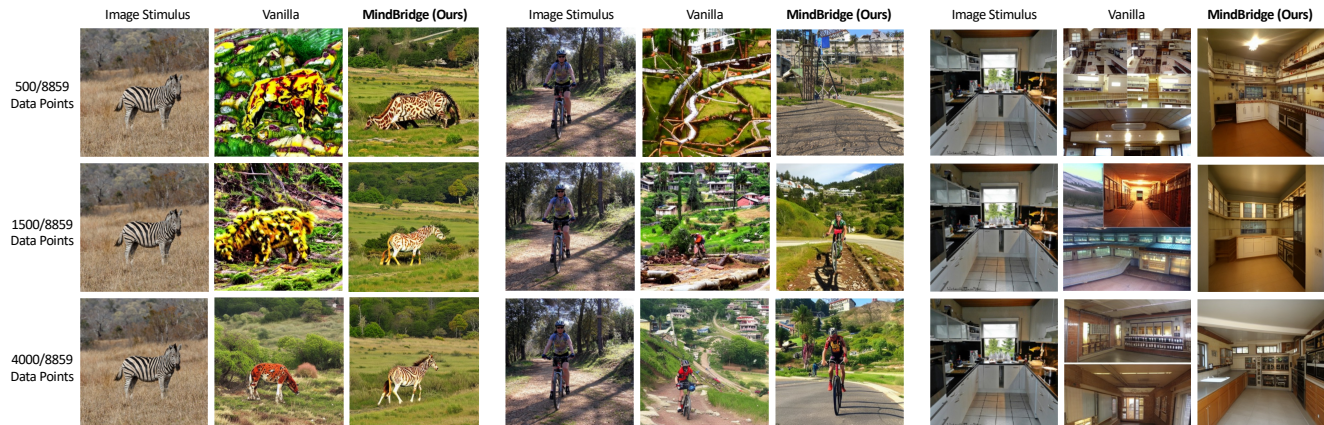 Image Stimulus Vanilla MindBridge (Ours) Image Stimulus Vanilla MindBridge (Ours) Image Stimulus Vanilla MindBridge (Ours)
500/8859
Data Points
1500/8859
Data Points
4000/8859
Data Points